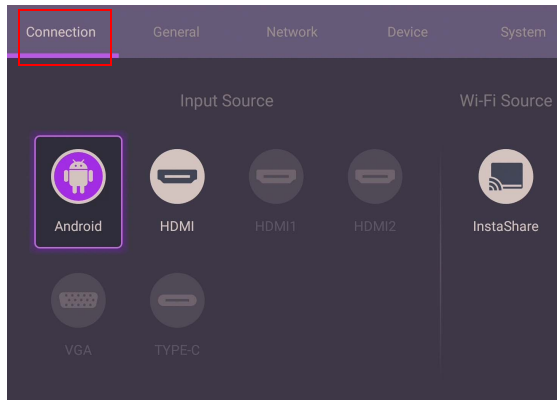 Connection General Network Device System
Input Source Wi-Fi Source
Android HDMI HDMI1 HDMI2 InstaShare
VGA TYPE-C